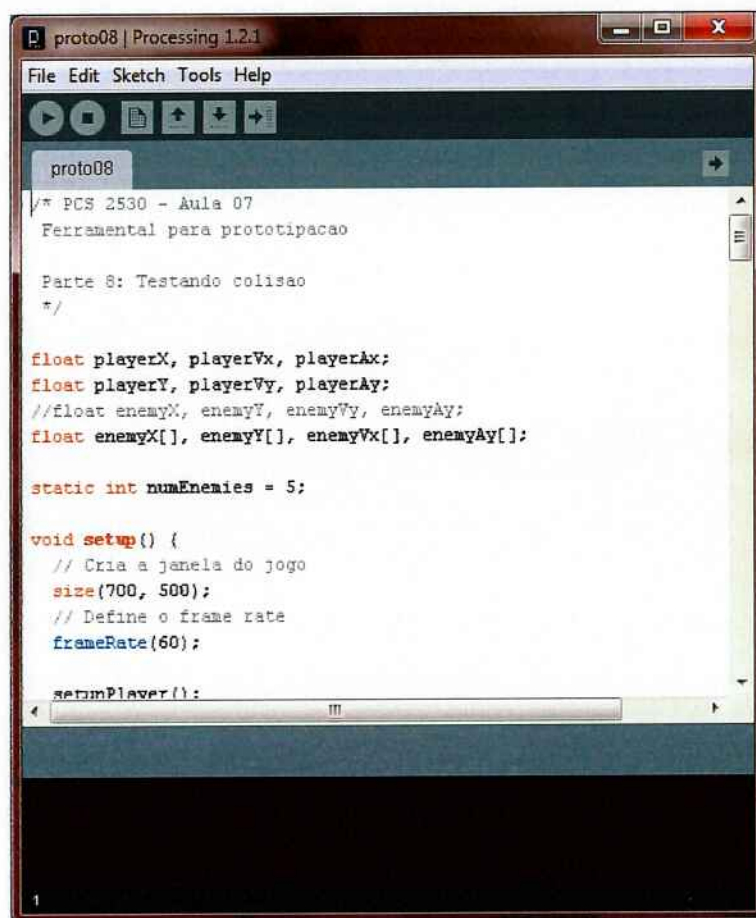 proto08 | Processing 1.2.1
File Edit Sketch Tools Help
proto08
/* PCS 2530 - Aula 07
Ferramental para prototipacao
Parte 8: Testando colisao
*/
float playerX, playerVx, playerAx;
float playerY, playerVy, playerAy;
//float enemyX, enemyY, enemyVy, enemyAy;
float enemyX[], enemyY[], enemyVx[], enemyAy[];
static int numEnemies = 5;
void setup() {
// Cria a janela do jogo
size(700, 500);
// Define o frame rate
frameRate(60);
setupPlayer();
1